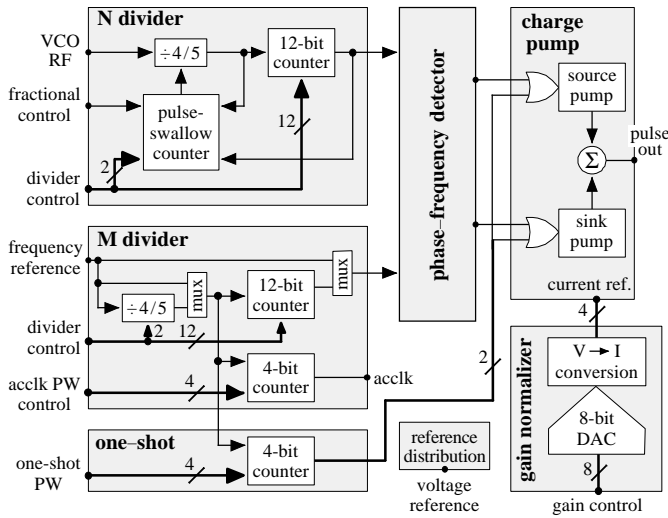 N divider
VCO
RF
÷4/5
12-bit
counter
fractional
control
pulse-
swallow
counter
12
2
divider
control
phase–frequency detector
charge
pump
source
pump
Σ
pulse
out
sink
pump
current ref.
M divider
frequency
reference
mux
mux
÷4/5
12-bit
counter
divider
control
2
12
acclk PW
control
4
4-bit
counter
acclk
2
one–shot
one-shot
PW
4
4-bit
counter
reference
distribution
voltage
reference
4
gain normalizer
V I
conversion
8-bit
DAC
8
gain control